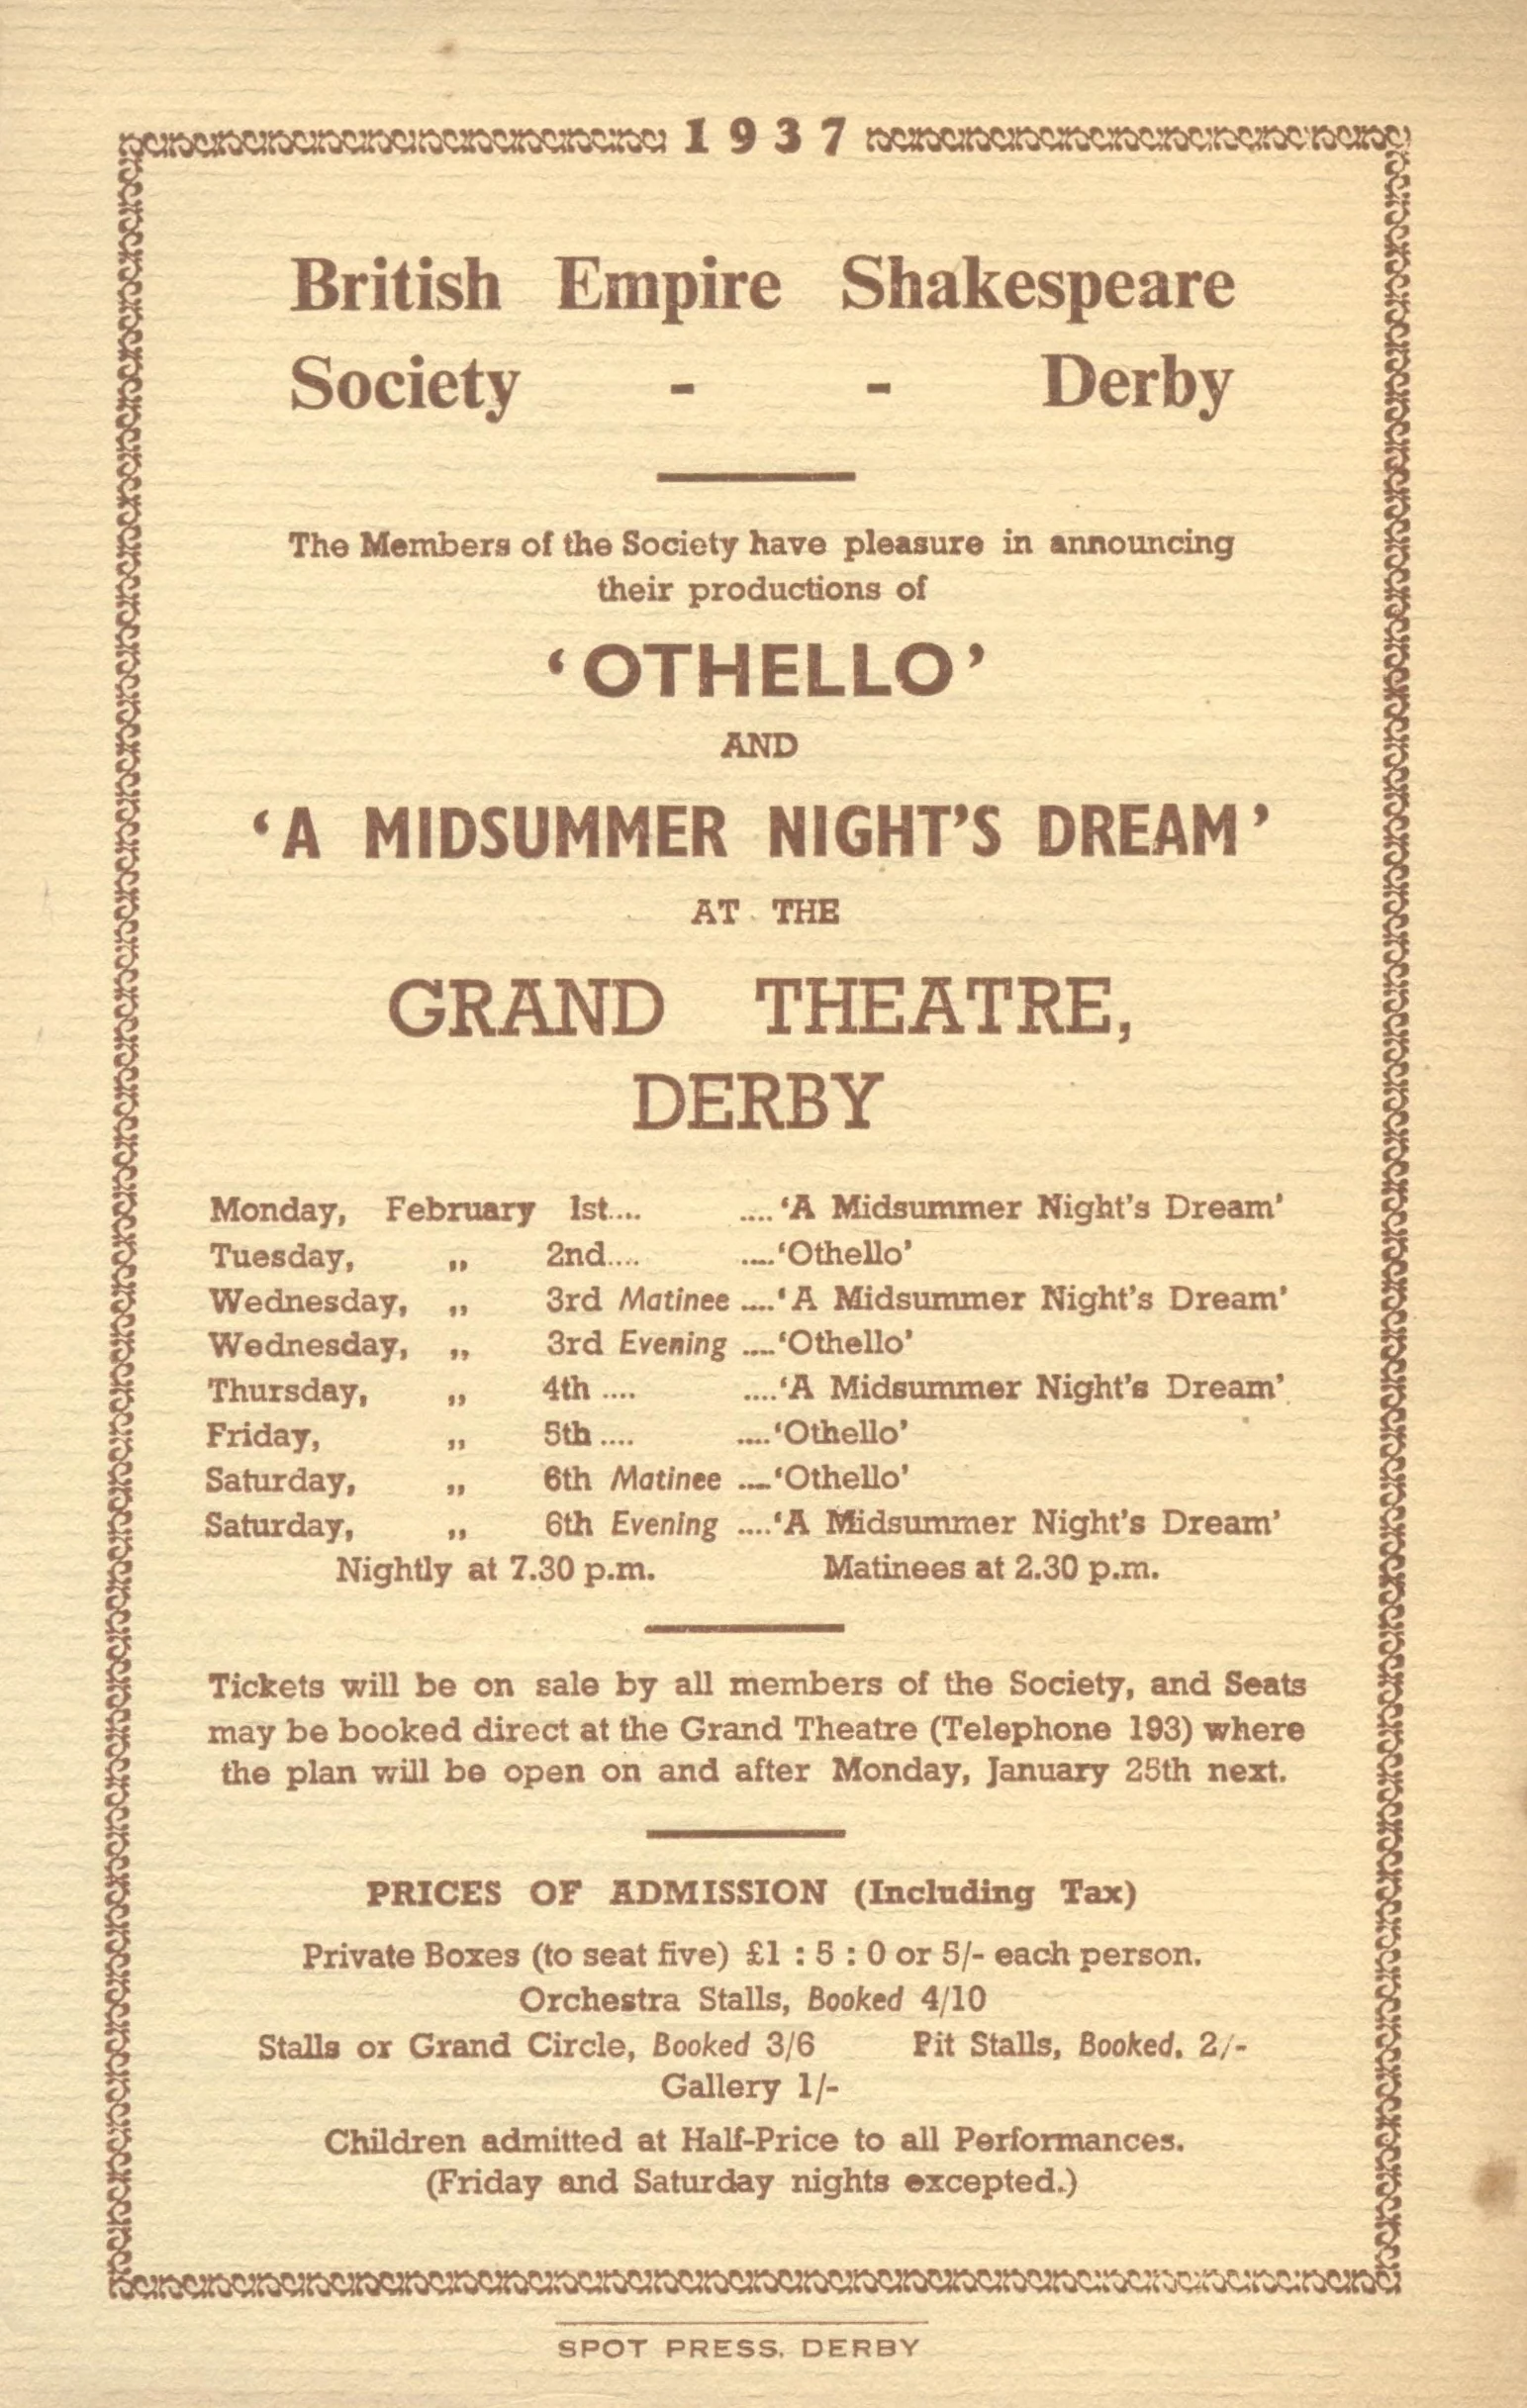 1937
British Empire Shakespeare
Society - - Derby
The Members of the Society have pleasure in announcing
their productions of
‘OTHELLO’
AND
‘A MIDSUMMER NIGHT’S DREAM’
AT THE
GRAND THEATRE,
DERBY
Monday, February 1st.... ....‘A Midsummer Night’s Dream’
Tuesday, „ 2nd.... ....‘Othello’
Wednesday, „ 3rd Matinee ....‘A Midsummer Night’s Dream’
Wednesday, „ 3rd Evening ....‘Othello’
Thursday, „ 4th .... ....‘A Midsummer Night’s Dream’
Friday, „ 5th .... ....‘Othello’
Saturday, „ 6th Matinee ....‘Othello’
Saturday, „ 6th Evening ....‘A Midsummer Night’s Dream’
Nightly at 7.30 p.m. Matinees at 2.30 p.m.
Tickets will be on sale by all members of the Society, and Seats
may be booked direct at the Grand Theatre (Telephone 193) where
the plan will be open on and after Monday, January 25th next.
PRICES OF ADMISSION (Including Tax)
Private Boxes (to seat five) £1 : 5 : 0 or 5/- each person.
Orchestra Stalls, Booked 4/10
Stalls or Grand Circle, Booked 3/6 Pit Stalls, Booked, 2/-
Gallery 1/-
Children admitted at Half-Price to all Performances.
(Friday and Saturday nights excepted.)
SPOT PRESS, DERBY